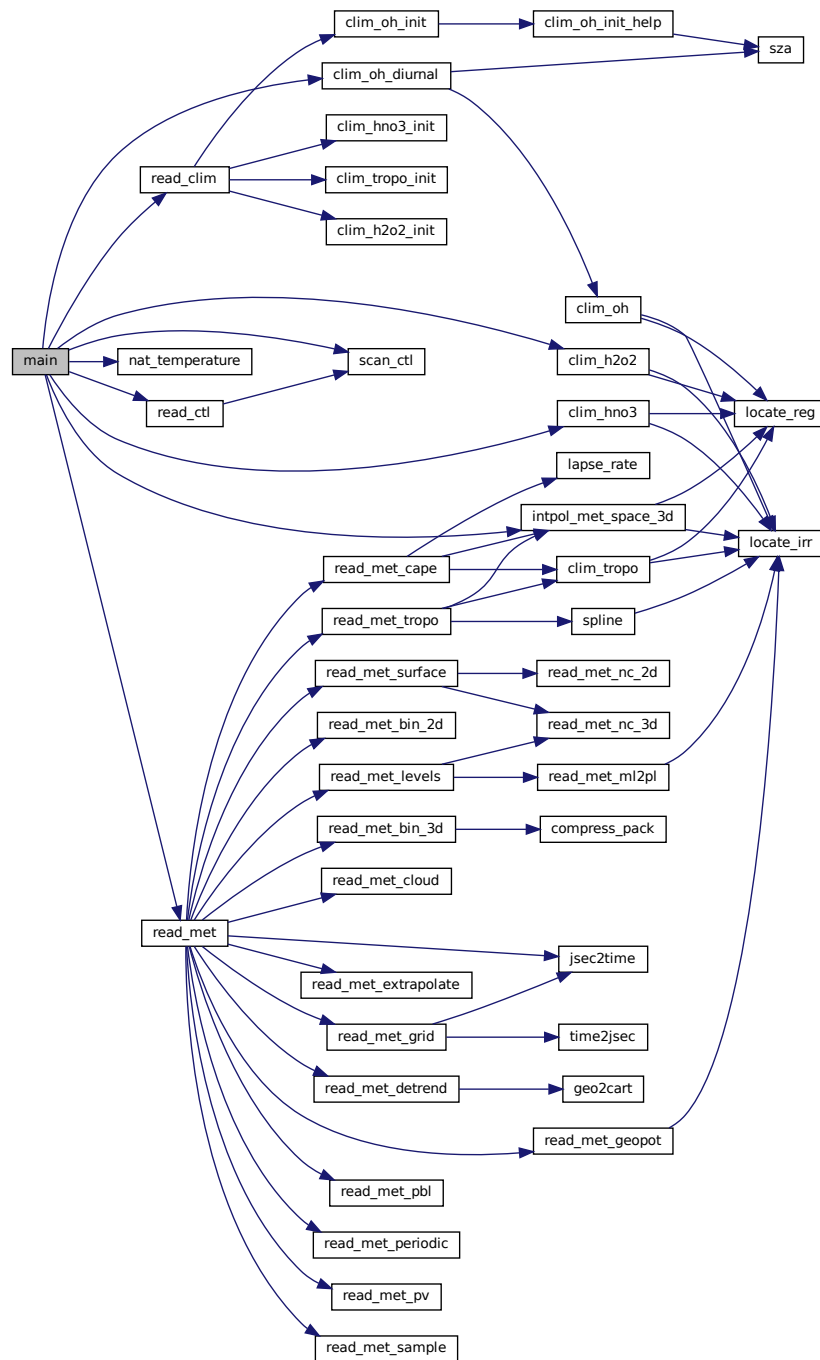 clim_oh_init
clim_oh_init_help
sza
clim_oh_diurnal
clim_hno3_init
read_clim
clim_tropo_init
clim_h2o2_init
clim_oh
main
nat_temperature
scan_ctl
clim_h2o2
read_ctl
clim_hno3
locate_reg
lapse_rate
intpol_met_space_3d
locate_irr
read_met_cape
clim_tropo
read_met_tropo
spline
read_met_surface
read_met_nc_2d
read_met_bin_2d
read_met_nc_3d
read_met_levels
read_met_ml2pl
read_met_bin_3d
compress_pack
read_met_cloud
read_met
jsec2time
read_met_extrapolate
read_met_grid
time2jsec
read_met_detrend
geo2cart
read_met_geopot
read_met_pbl
read_met_periodic
read_met_pv
read_met_sample